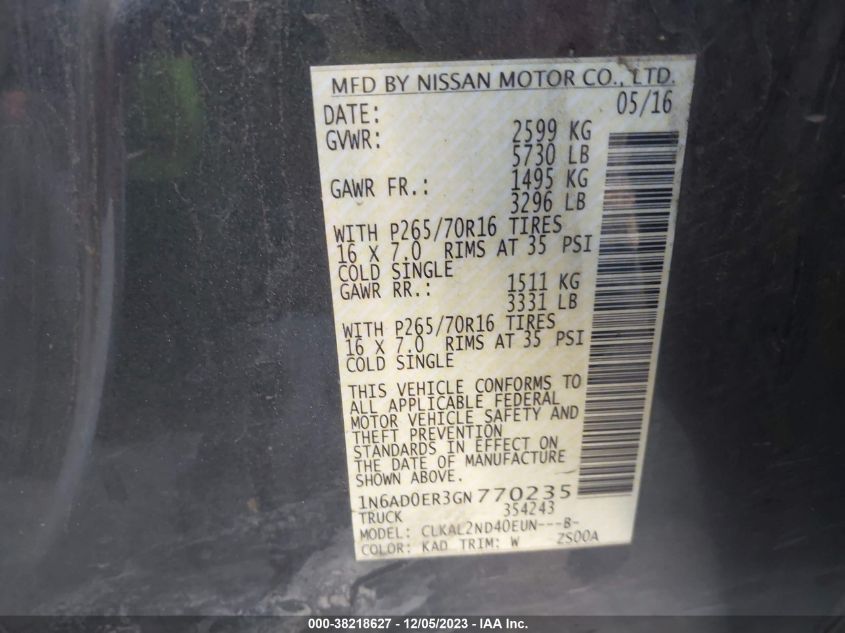 MFD BY NISSAN MOTOR CO., LTD.
DATE: 05/16
GVWR: 2599 KG
5730 LB
GAWR FR.: 1495 KG
3296 LB
WITH P265/70R16 TIRES
16 X 7.0 RIMS AT 35 PSI
COLD SINGLE
GAWR RR.: 1511 KG
3331 LB
WITH P265/70R16 TIRES
16 X 7.0 RIMS AT 35 PSI
COLD SINGLE
THIS VEHICLE CONFORMS TO
ALL APPLICABLE FEDERAL
MOTOR VEHICLE SAFETY AND
THEFT PREVENTION
STANDARDS IN EFFECT ON
THE DATE OF MANUFACTURE
SHOWN ABOVE.
1N6AD0ER3GN770235
TRUCK 354243
MODEL: CLKAL2ND40EUN---B-
COLOR: KAD TRIM: W ZS00A
000-38218627 - 12/05/2023 - IAA Inc.